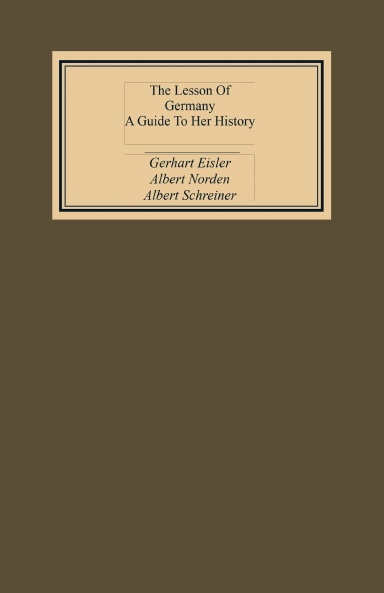 The Lesson Of
Germany
A Guide To Her History
Gerhart Eisler
Albert Norden
Albert Schreiner